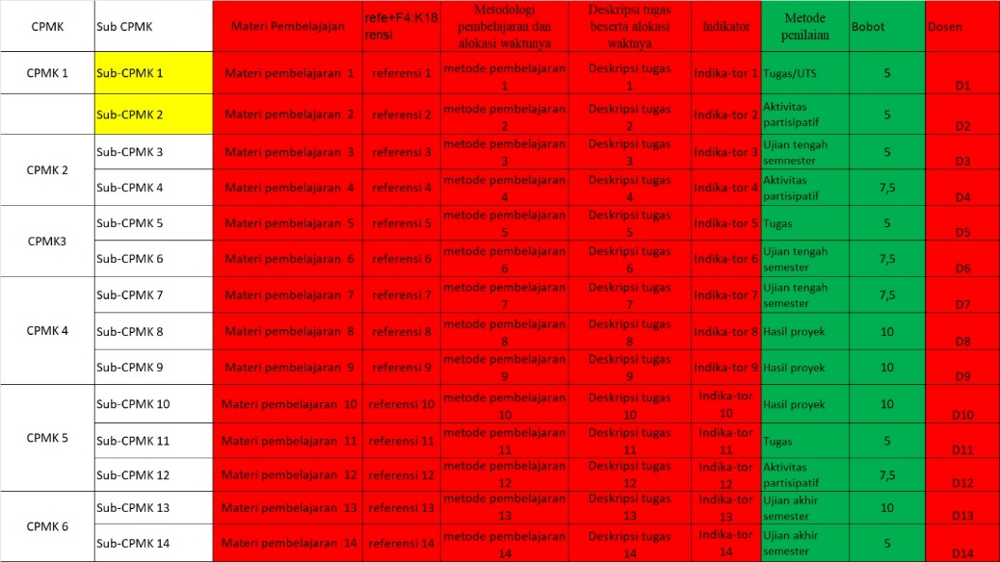 CPMK Sub CPMK Materi Pembelajajan refe+F4:K18 rensi Metodologi pembelajaran dan alokasi waktunya Deskripsi tugas beserta alokasi waktnya Indikator Metode penilaian Bobot Dosen
CPMK 1 Sub-CPMK 1 Materi pembelajaran 1 referensi 1 metode pembelajaran 1 Deskripsi tugas 1 Indika-tor 1 Tugas/UTS 5 D1
Sub-CPMK 2 Materi pembelajaran 2 referensi 2 metode pembelajaran 2 Deskripsi tugas 2 Indika-tor 2 Aktivitas partisipatif 5 D2
CPMK 2 Sub-CPMK 3 Materi pembelajaran 3 referensi 3 metode pembelajaran 3 Deskripsi tugas 3 Indika-tor 3 Ujian tengah semnester 5 D3
Sub-CPMK 4 Materi pembelajaran 4 referensi 4 metode pembelajaran 4 Deskripsi tugas 4 Indika-tor 4 Aktivitas partisipatif 7,5 D4
CPMK3 Sub-CPMK 5 Materi pembelajaran 5 referensi 5 metode pembelajaran 5 Deskripsi tugas 5 Indika-tor 5 Tugas 5 D5
Sub-CPMK 6 Materi pembelajaran 6 referensi 6 metode pembelajaran 6 Deskripsi tugas 6 Indika-tor 6 Ujian tengah semester 7,5 D6
CPMK 4 Sub-CPMK 7 Materi pembelajaran 7 referensi 7 metode pembelajaran 7 Deskripsi tugas 7 Indika-tor 7 Ujian tengah semester 7,5 D7
Sub-CPMK 8 Materi pembelajaran 8 referensi 8 metode pembelajaran 8 Deskripsi tugas 8 Indika-tor 8 Hasil proyek 10 D8
Sub-CPMK 9 Materi pembelajaran 9 referensi 9 metode pembelajaran 9 Deskripsi tugas 9 Indika-tor 9 Hasil proyek 10 D9
CPMK 5 Sub-CPMK 10 Materi pembelajaran 10 referensi 10 metode pembelajaran 10 Deskripsi tugas 10 Indika-tor 10 Hasil proyek 10 D10
Sub-CPMK 11 Materi pembelajaran 11 referensi 11 metode pembelajaran 11 Deskripsi tugas 11 Indika-tor 11 Tugas 5 D11
Sub-CPMK 12 Materi pembelajaran 12 referensi 12 metode pembelajaran 12 Deskripsi tugas 12 Indika-tor 12 Aktivitas partisipatif 7,5 D12
CPMK 6 Sub-CPMK 13 Materi pembelajaran 13 referensi 13 metode pembelajaran 13 Deskripsi tugas 13 Indika-tor 13 Ujian akhir semester 10 D13
Sub-CPMK 14 Materi pembelajaran 14 referensi 14 metode pembelajaran 14 Deskripsi tugas 14 Indika-tor 14 Ujian akhir semester 5 D14